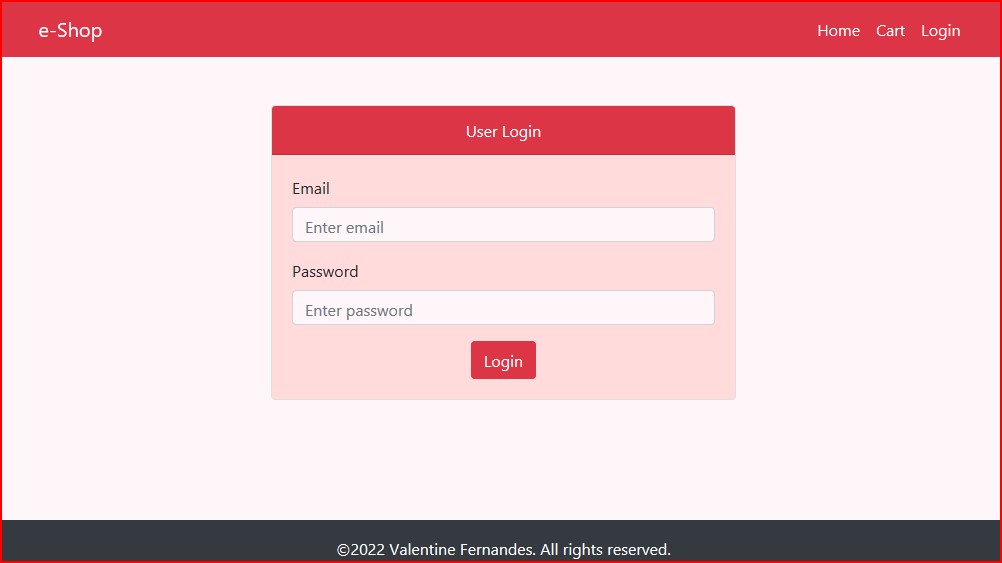 e-Shop Home Cart Login
User Login
Email
Enter email
Password
Enter password
Login
©2022 Valentine Fernandes. All rights reserved.